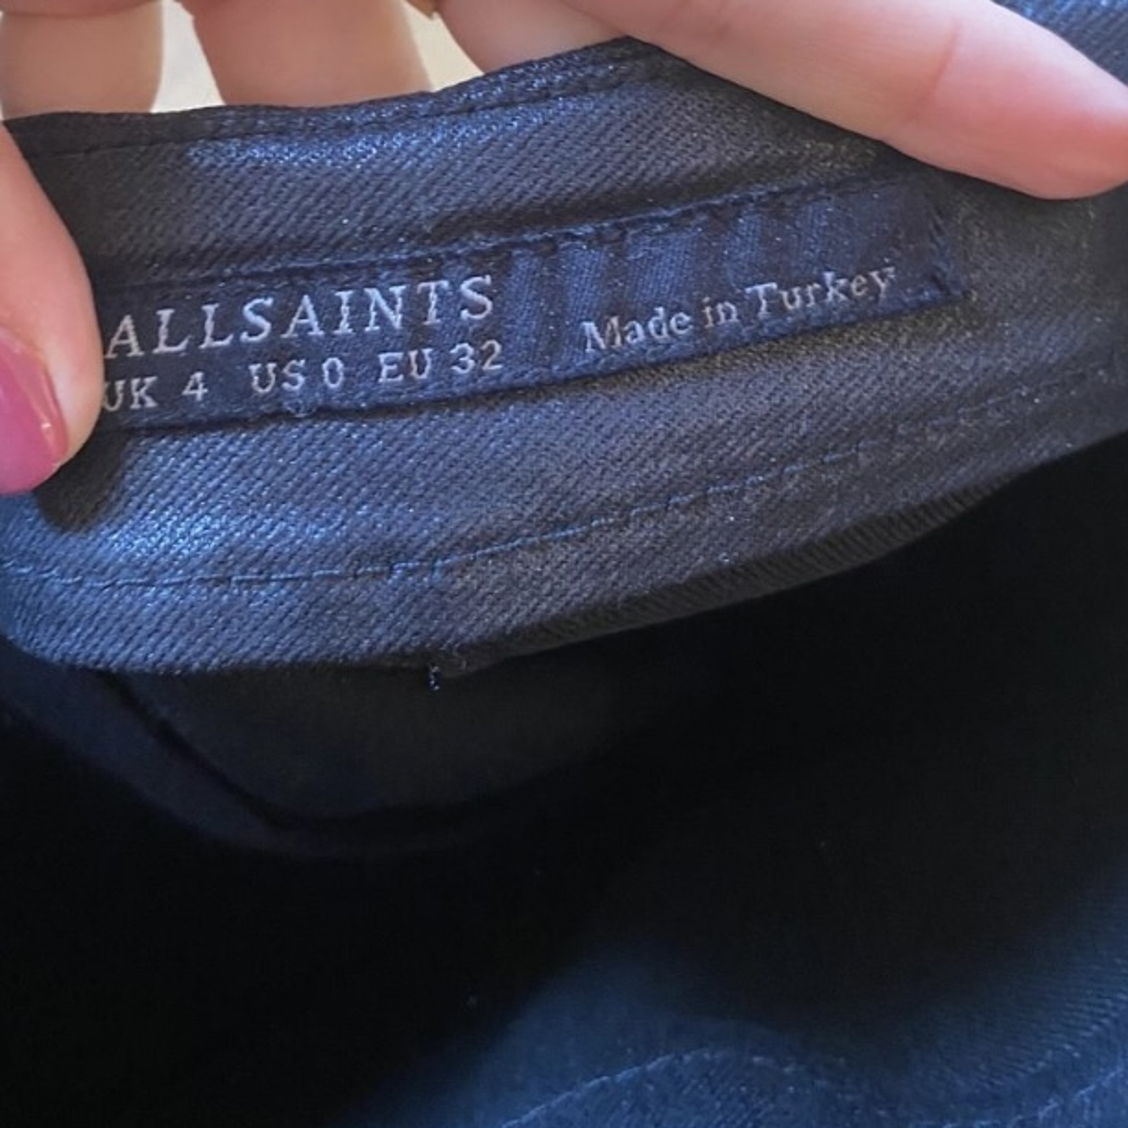 ALLSAINTS
UK 4 US 0 EU 32
Made in Turkey